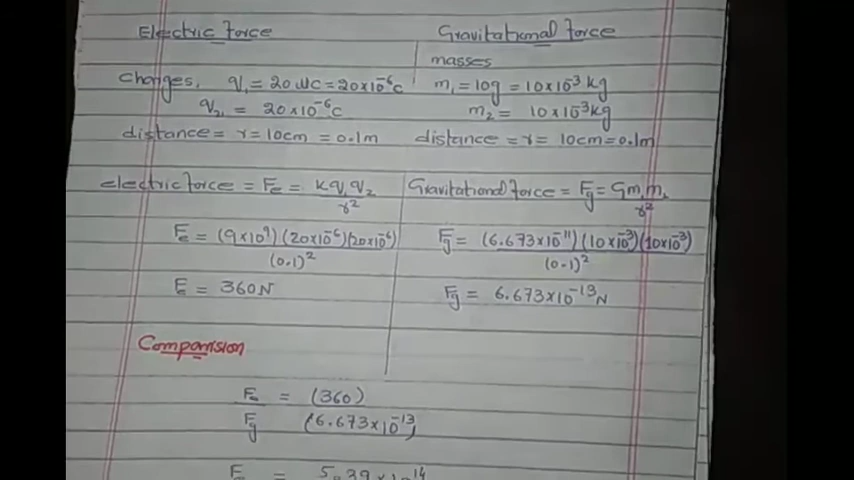 Electric Force
Gravitational Force
masses
Charges, q₁ = 20 μC = 20×10⁻⁶C
m₁ = 10g = 10×10⁻³ kg
q₂ = 20×10⁻⁶C
m₂ = 10×10⁻³kg
distance = r = 10cm = 0.1m
distance = r = 10cm = 0.1m
electric force = Fe = kq₁q₂
r²
Gravitational force = Fg = Gm₁m₂
r²
Fe = (9×10⁹)(20×10⁻⁶)(20×10⁻⁶)
(0.1)²
Fg = (6.673×10⁻¹¹)(10×10⁻³)(10×10⁻³)
(0.1)²
E = 360N
Fg = 6.673×10⁻¹³N
Comparision
Fe = (360)
Fg (6.673×10⁻¹³)
= 5.39×10¹⁴